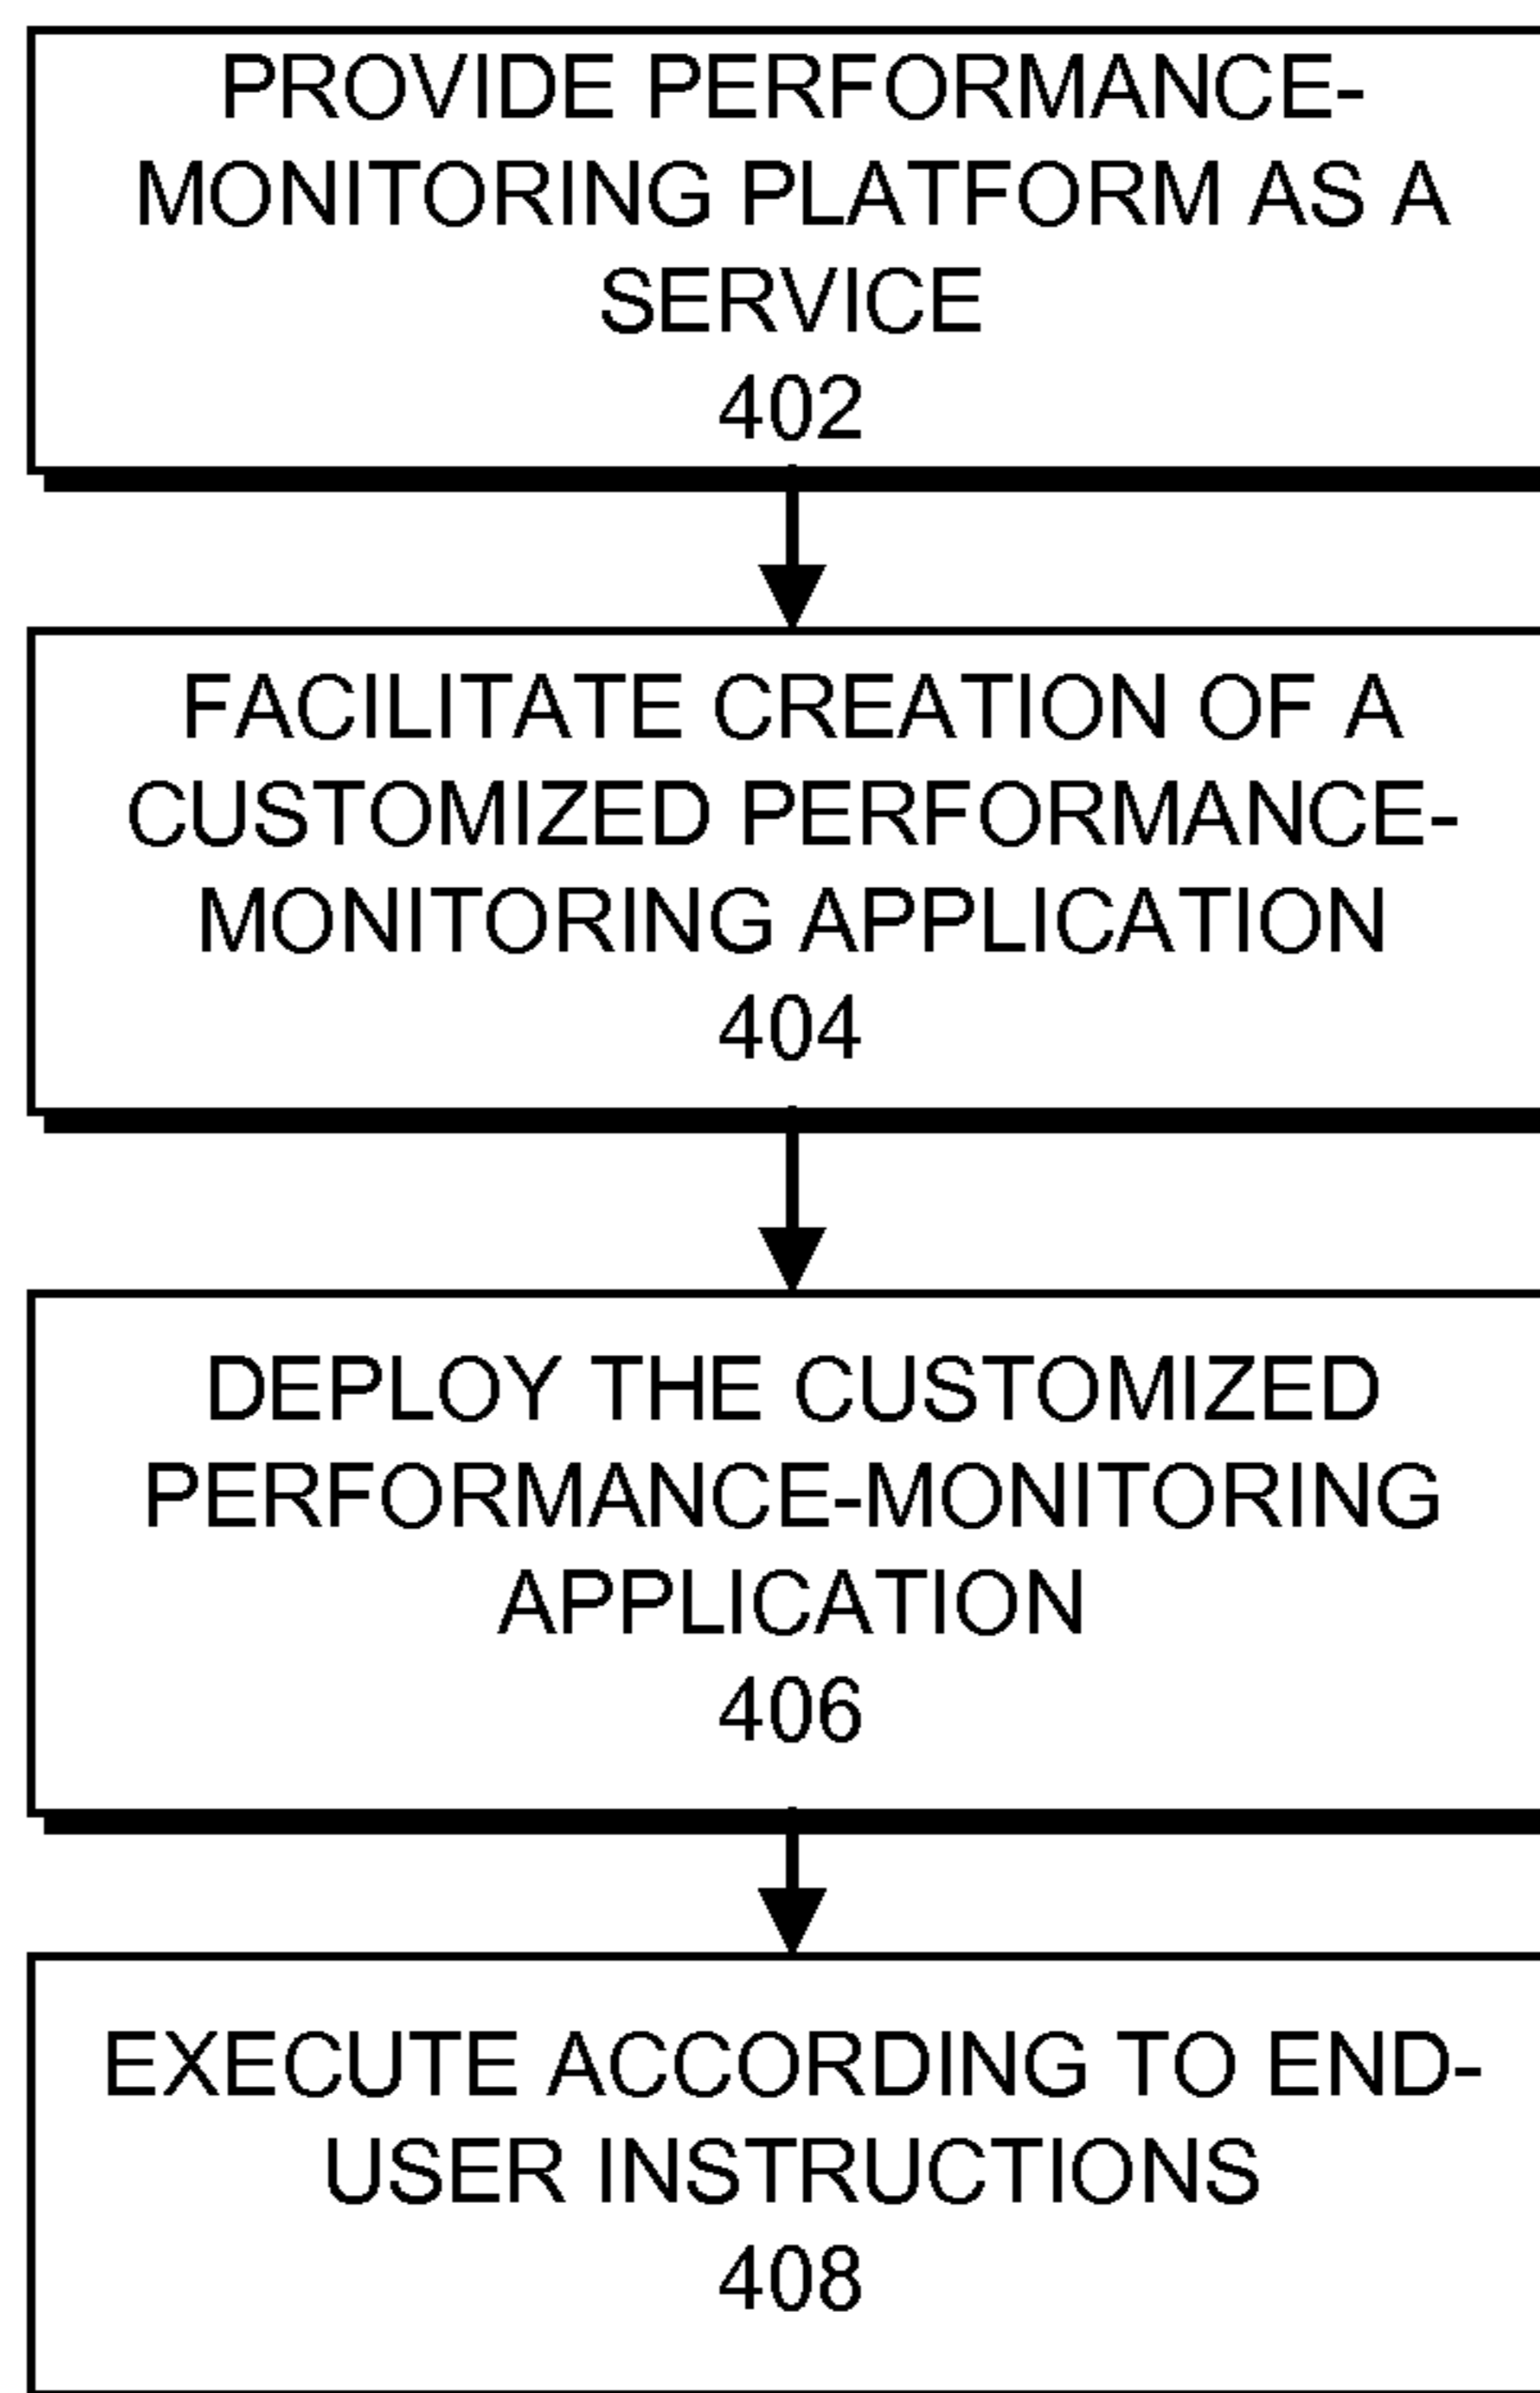 PROVIDE PERFORMANCE-
MONITORING PLATFORM AS A
SERVICE
402
FACILITATE CREATION OF A
CUSTOMIZED PERFORMANCE-
MONITORING APPLICATION
404
DEPLOY THE CUSTOMIZED
PERFORMANCE-MONITORING
APPLICATION
406
EXECUTE ACCORDING TO END-
USER INSTRUCTIONS
408